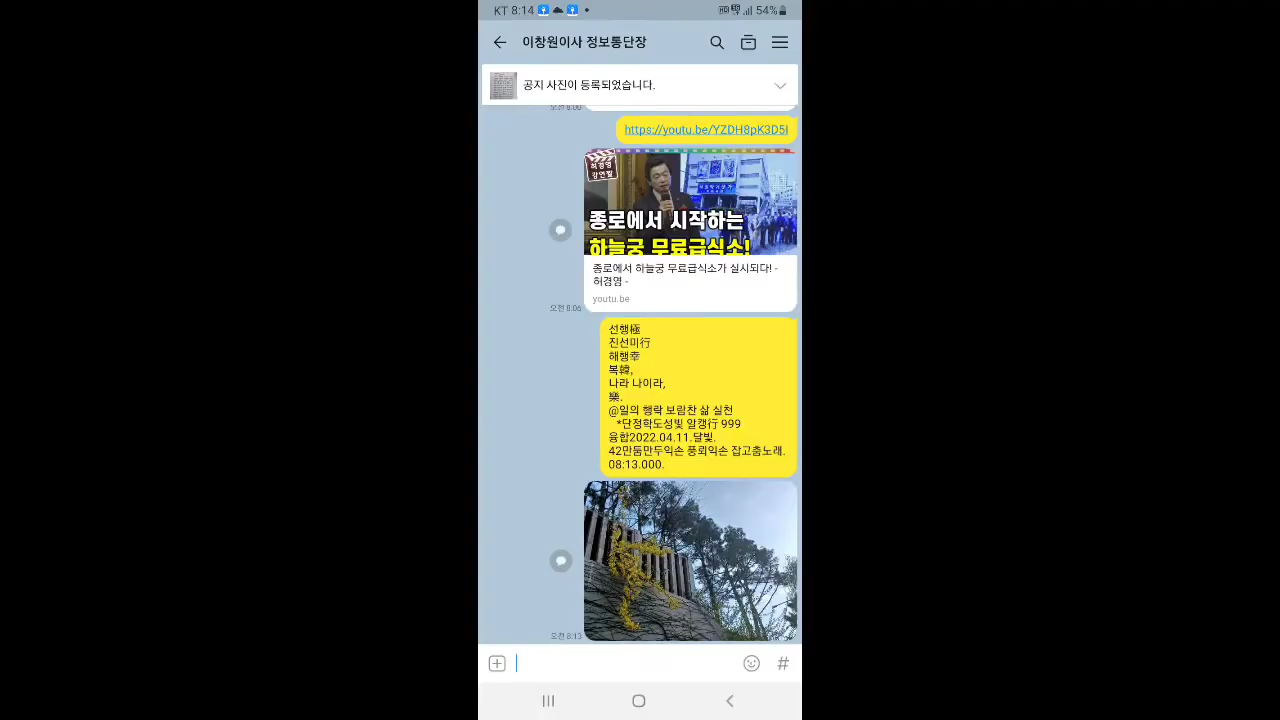 KT 8:14
54%
이창원이사 정보통단장
공지 사진이 등록되었습니다.
오전 8:00
https://youtu.be/YZDH8pK3D5I
허경영
강연짤
종로에서 시작하는
하늘궁 무료급식소!
종로에서 하늘궁 무료급식소가 실시되다! -
허경영 -
youtu.be
오전 8:06
선행極
진선미行
해행幸
복韓,
나라 나이라,
樂.
@일의 행락 보람찬 삶 실천
*단정학도성빛 알캥行 999
융합2022.04.11.달빛.
42만둠만두익손 풍뢰익손 잡고춤노래.
08:13.000.
오전 8:13
#